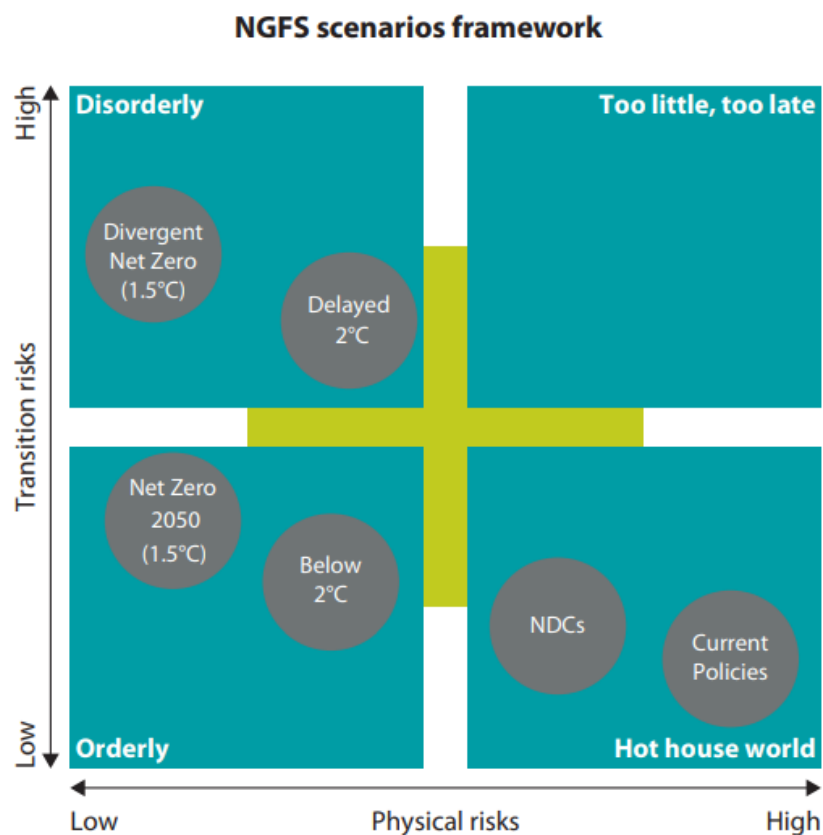 NGFS scenarios framework
High
Disorderly
Too little, too late
Divergent
Net Zero
(1.5°C)
Delayed
2°C
Transition risks
Net Zero
2050
(1.5°C)
Below
2°C
NDCs
Current
Policies
Low
Orderly
Hot house world
Low
Physical risks
High